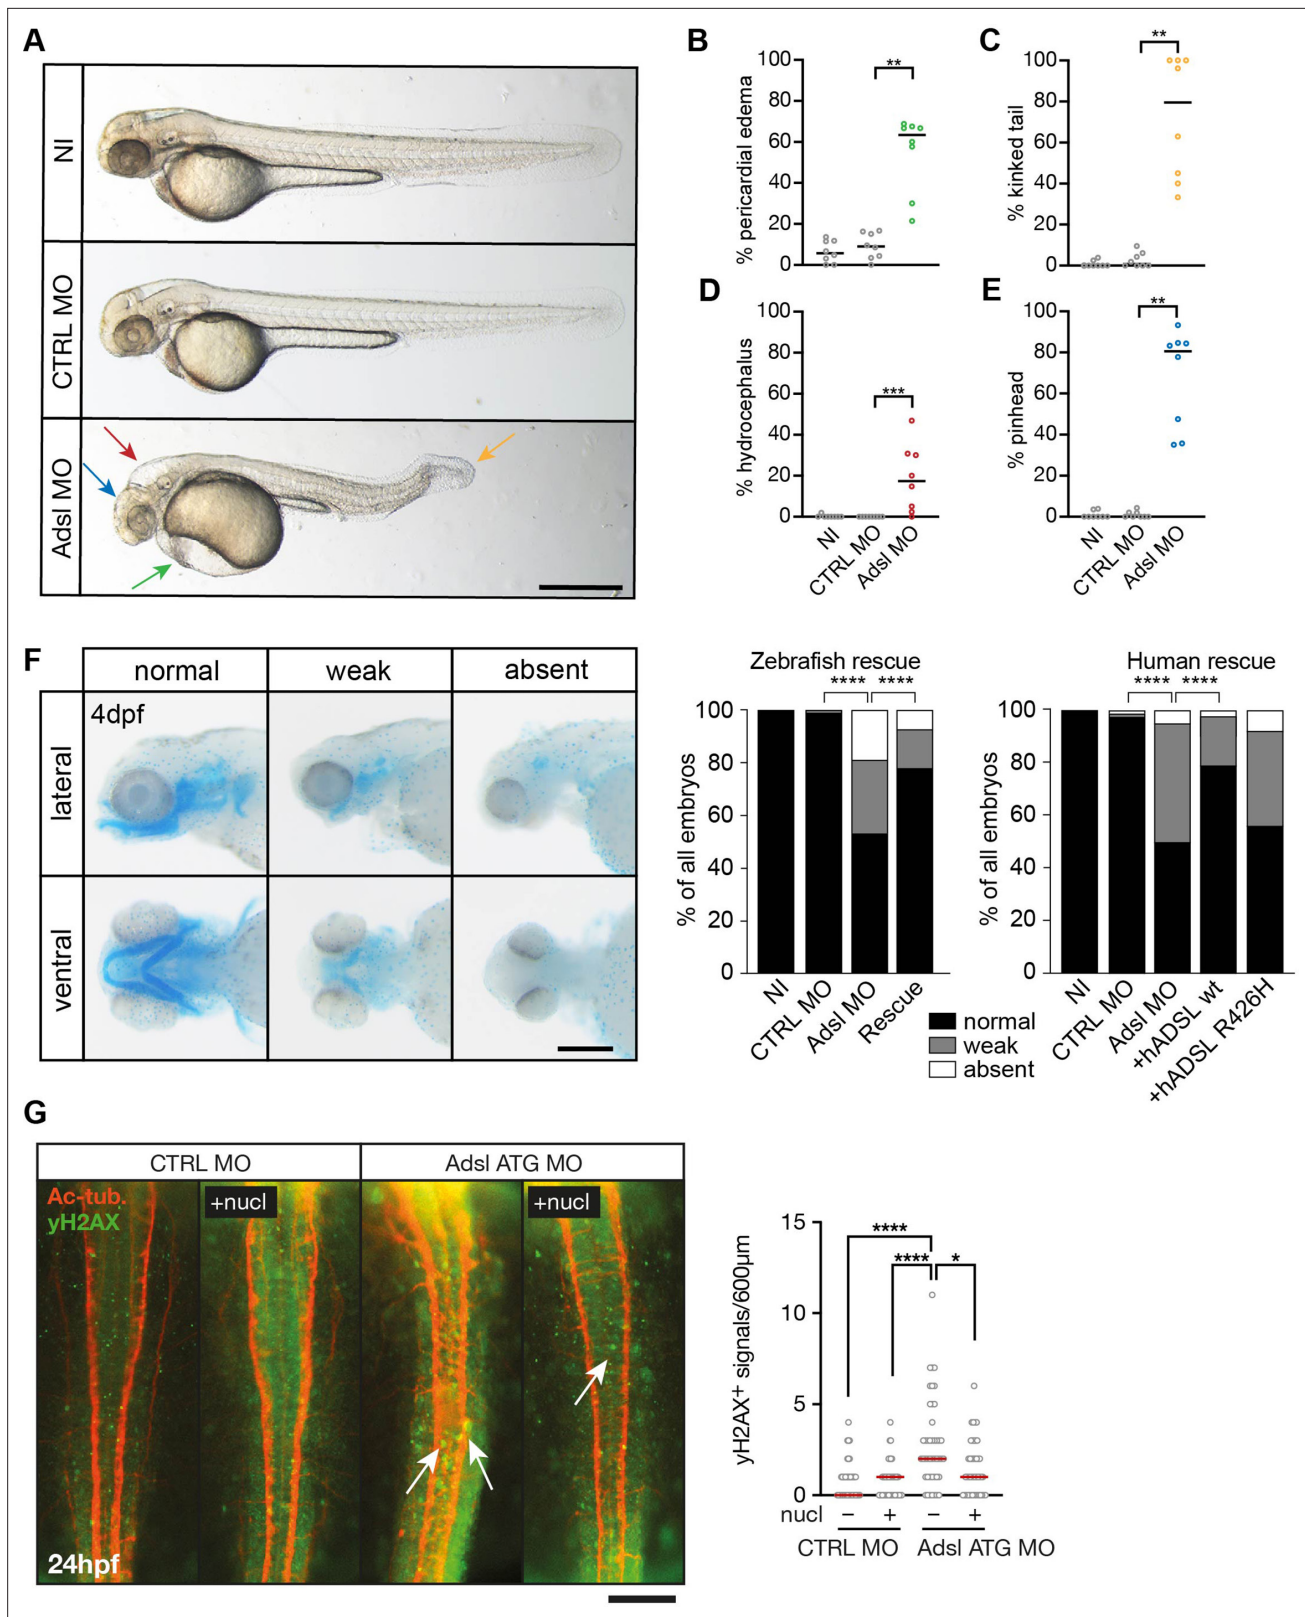 A
NI
CTRL MO
Adsl MO
B
% pericardial edema
100
80
60
40
20
0
**
C
% kinked tail
100
80
60
40
20
0
**
D
% hydrocephalus
100
80
60
40
20
0
***
NI
CTRL MO
Adsl MO
E
% pinhead
100
80
60
40
20
0
**
NI
CTRL MO
Adsl MO
F
normal
weak
absent
lateral
4dpf
ventral
Zebrafish rescue
**** ****
% of all embryos
100
80
60
40
20
0
NI
CTRL MO
Adsl MO
Rescue
Human rescue
**** ****
% of all embryos
100
80
60
40
20
0
NI
CTRL MO
Adsl MO
+hADSL wt
+hADSL R426H
normal
weak
absent
G
CTRL MO
Adsl ATG MO
Ac-tub.
yH2AX
+nucl
+nucl
24hpf
yH2AX+ signals/600µm
15
10
5
0
****
**** *
nucl − + − +
CTRL MO Adsl ATG MO